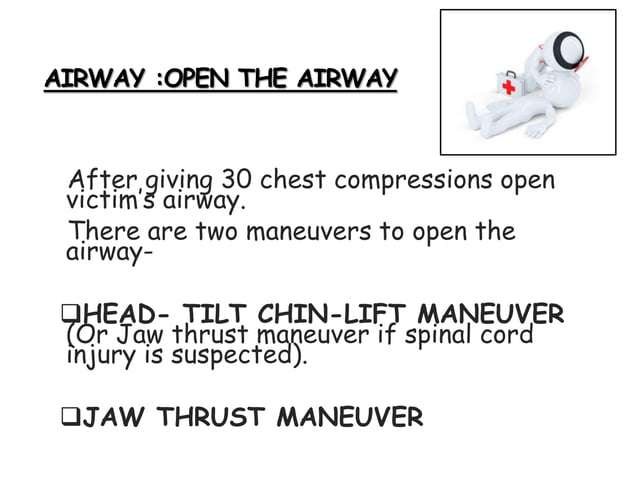 AIRWAY :OPEN THE AIRWAY
After giving 30 chest compressions open
victim's airway.
There are two maneuvers to open the
airway-
❑HEAD- TILT CHIN-LIFT MANEUVER
(Or Jaw thrust maneuver if spinal cord
injury is suspected).
❑JAW THRUST MANEUVER